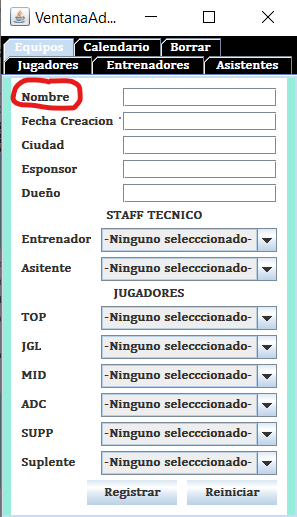 VentanaAd...
Equipos Calendario Borrar
Jugadores Entrenadores Asistentes
Nombre
Fecha Creacion
Ciudad
Esponsor
Dueño
STAFF TECNICO
Entrenador -Ninguno selecccionado-
Asitente -Ninguno selecccionado-
JUGADORES
TOP -Ninguno selecccionado-
JGL -Ninguno selecccionado-
MID -Ninguno selecccionado-
ADC -Ninguno selecccionado-
SUPP -Ninguno selecccionado-
Suplente -Ninguno selecccionado-
Registrar Reiniciar